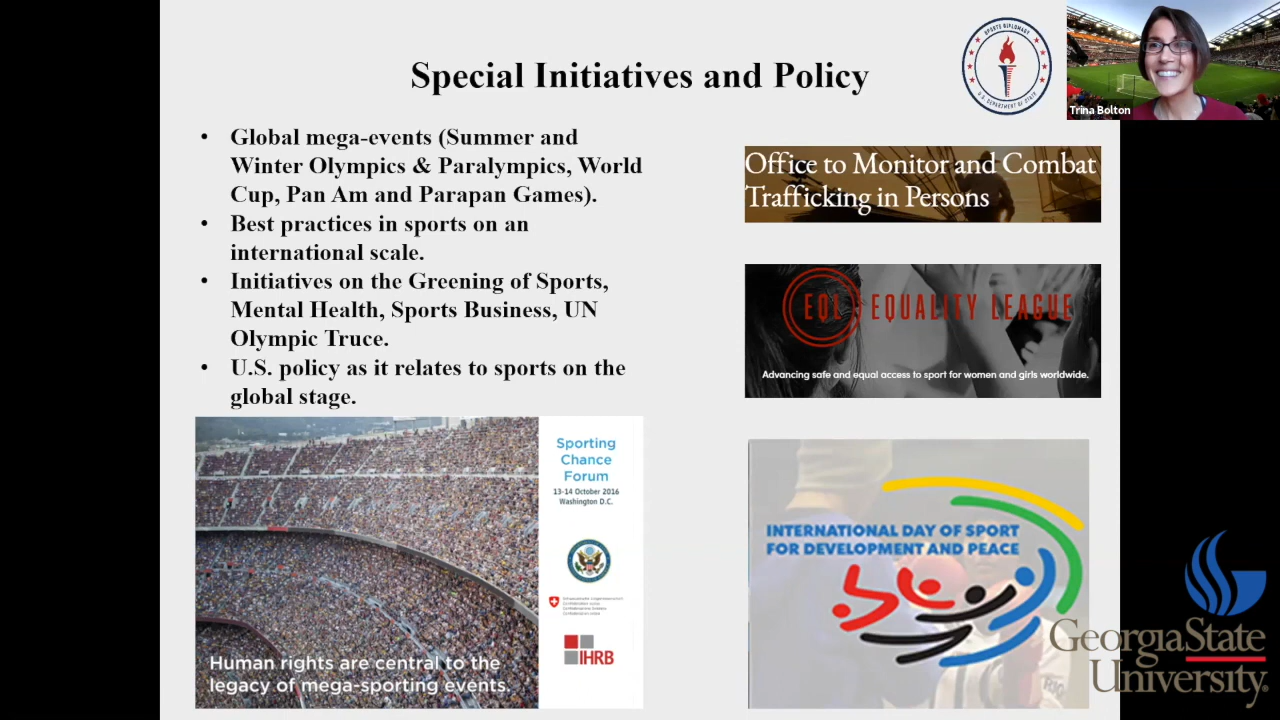 Special Initiatives and Policy
SPORTS DIPLOMACY
U.S. DEPARTMENT OF STATE
Trina Bolton
• Global mega-events (Summer and
Winter Olympics & Paralympics, World
Cup, Pan Am and Parapan Games).
• Best practices in sports on an
international scale.
• Initiatives on the Greening of Sports,
Mental Health, Sports Business, UN
Olympic Truce.
• U.S. policy as it relates to sports on the
global stage.
Office to Monitor and Combat
Trafficking in Persons
EQL EQUALITY LEAGUE
Advancing safe and equal access to sport for women and girls worldwide.
Sporting
Chance
Forum
13-14 October 2016
Washington D.C.
IHRB
Human rights are central to the
legacy of mega-sporting events.
INTERNATIONAL DAY OF SPORT
FOR DEVELOPMENT AND PEACE
GeorgiaState
University.